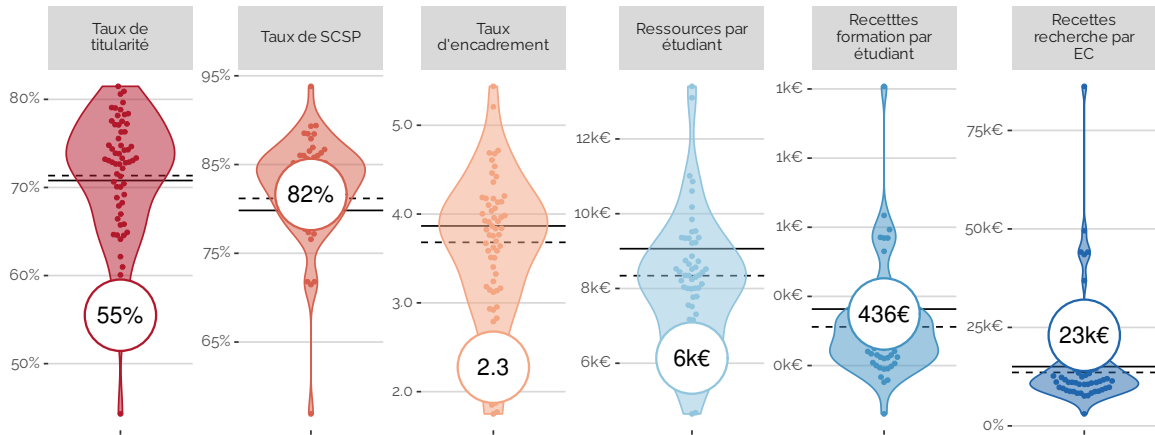 Taux de
titularité
80%
70%
60%
50%
55%
Taux de SCSP
95%
85%
75%
65%
82%
Taux
d'encadrement
5.0
4.0
3.0
2.0
2.3
Ressources par
étudiant
12k€
10k€
8k€
6k€
6k€
Recetttes
formation par
étudiant
1k€
1k€
1k€
0k€
0k€
436€
Recettes
recherche par
EC
75k€
50k€
25k€
0%
23k€